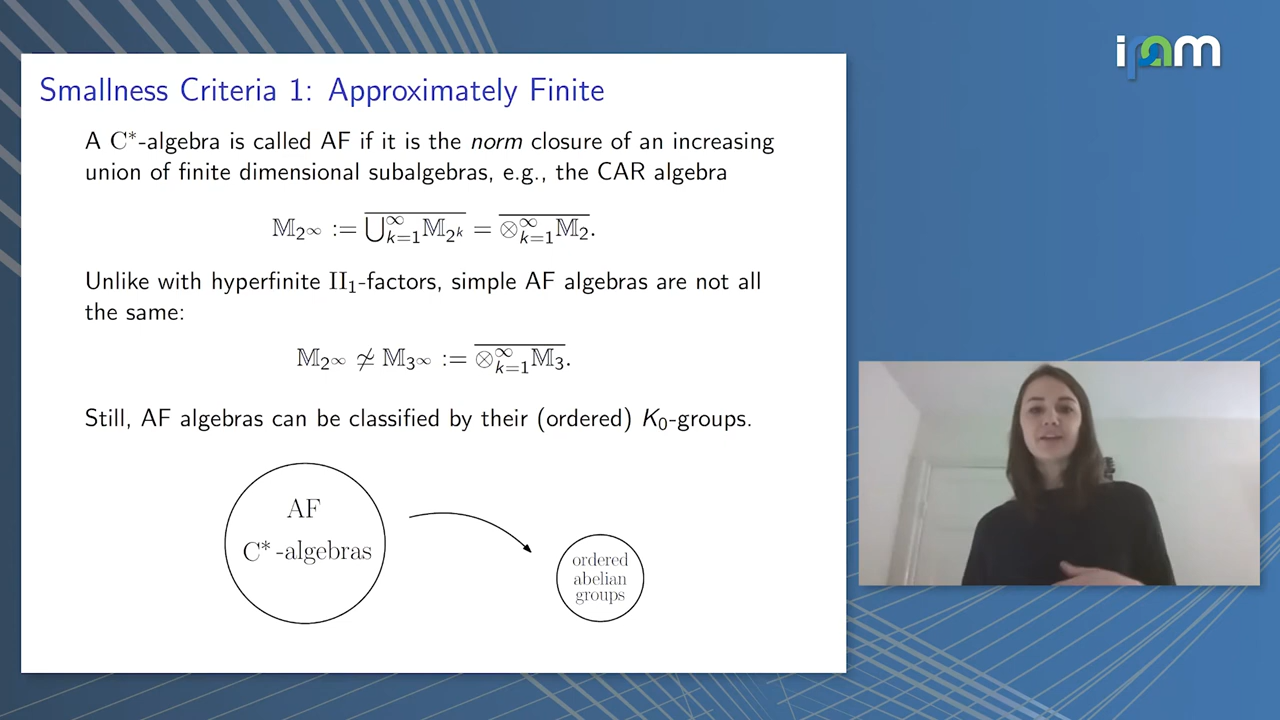 ipam
Smallness Criteria 1: Approximately Finite
A C*-algebra is called AF if it is the norm closure of an increasing
union of finite dimensional subalgebras, e.g., the CAR algebra
𝕄_{2^∞} := \overline{⋃_{k=1}^∞ 𝕄_{2^k}} = \overline{⊗_{k=1}^∞ 𝕄_2}.
Unlike with hyperfinite II₁-factors, simple AF algebras are not all
the same:
𝕄_{2^∞} ≄ 𝕄_{3^∞} := \overline{⊗_{k=1}^∞ 𝕄_3}.
Still, AF algebras can be classified by their (ordered) K₀-groups.
AF
C*-algebras
ordered
abelian
groups